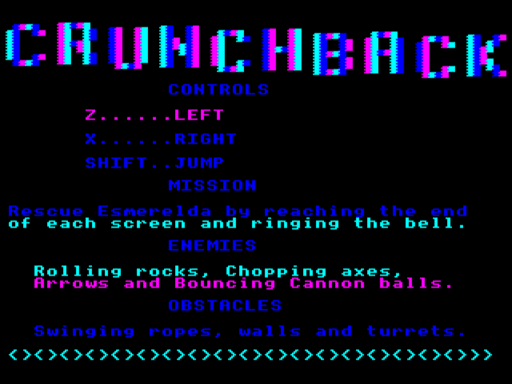 CRUNCHBACK
CONTROLS
Z......LEFT
X......RIGHT
SHIFT..JUMP
MISSION
Rescue Esmerelda by reaching the end
of each screen and ringing the bell.
ENEMIES
Rolling rocks, Chopping axes,
Arrows and Bouncing Cannon balls.
OBSTACLES
Swinging ropes, walls and turrets.
<><><><><><><><><><><><><><><><><><>>>